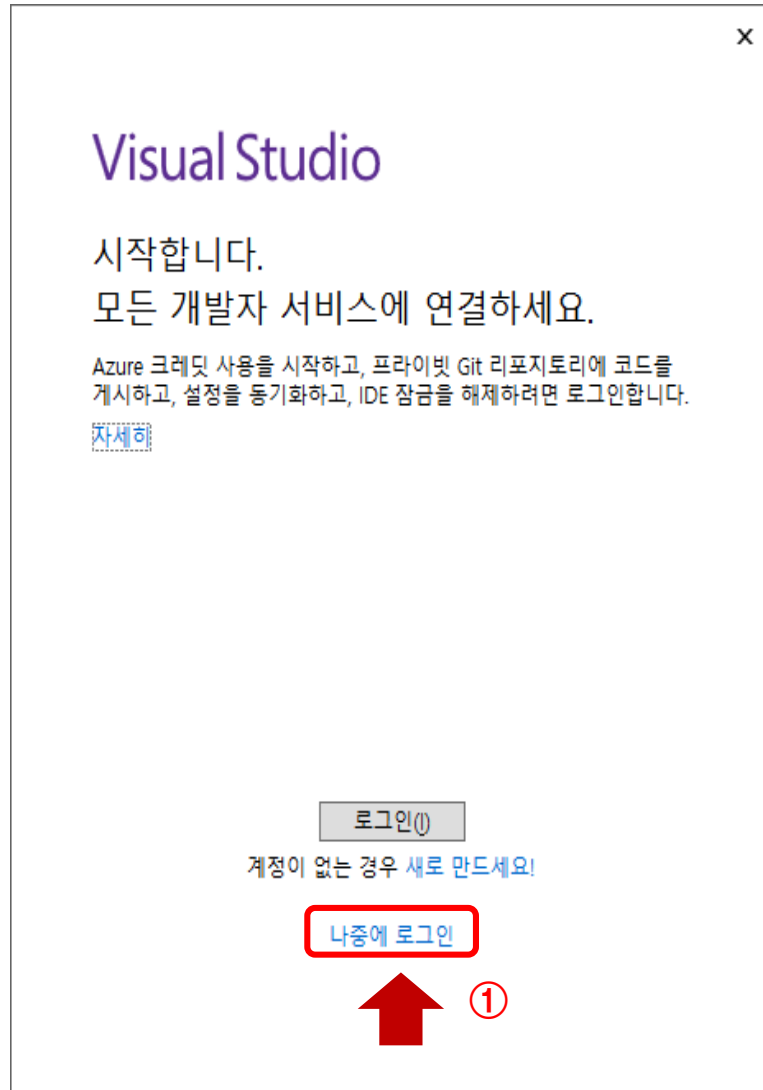 x
Visual Studio
시작합니다.
모든 개발자 서비스에 연결하세요.
Azure 크레딧 사용을 시작하고, 프라이빗 Git 리포지토리에 코드를
게시하고, 설정을 동기화하고, IDE 잠금을 해제하려면 로그인합니다.
자세히
로그인(I)
계정이 없는 경우 새로 만드세요!
나중에 로그인
①